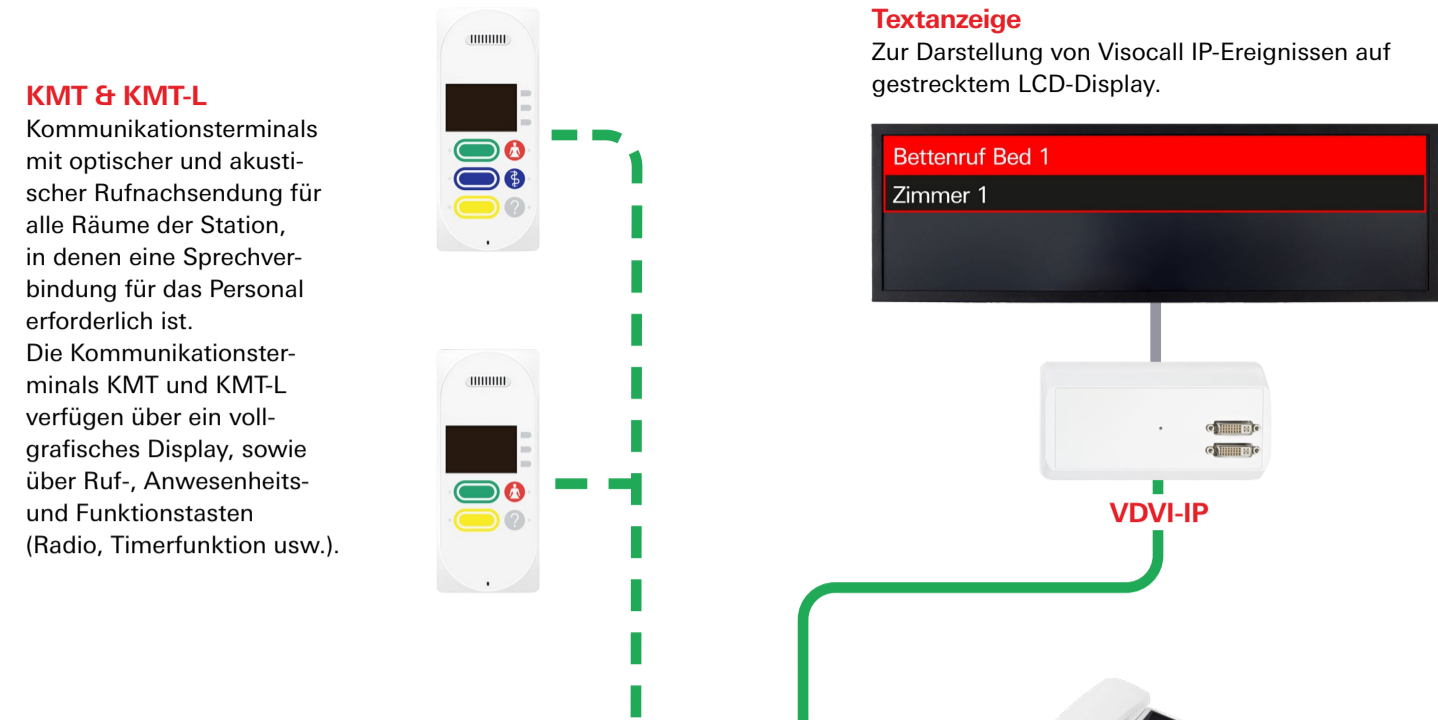 KMT & KMT-L
Kommunikationsterminals
mit optischer und akusti-
scher Rufnachsendung für
alle Räume der Station,
in denen eine Sprechver-
bindung für das Personal
erforderlich ist.
Die Kommunikationster-
minals KMT und KMT-L
verfügen über ein voll-
grafisches Display, sowie
über Ruf-, Anwesenheits-
und Funktionstasten
(Radio, Timerfunktion usw.).
?
?
Textanzeige
Zur Darstellung von Visocall IP-Ereignissen auf
gestrecktem LCD-Display.
Bettenruf Bed 1
Zimmer 1
VDVI-IP